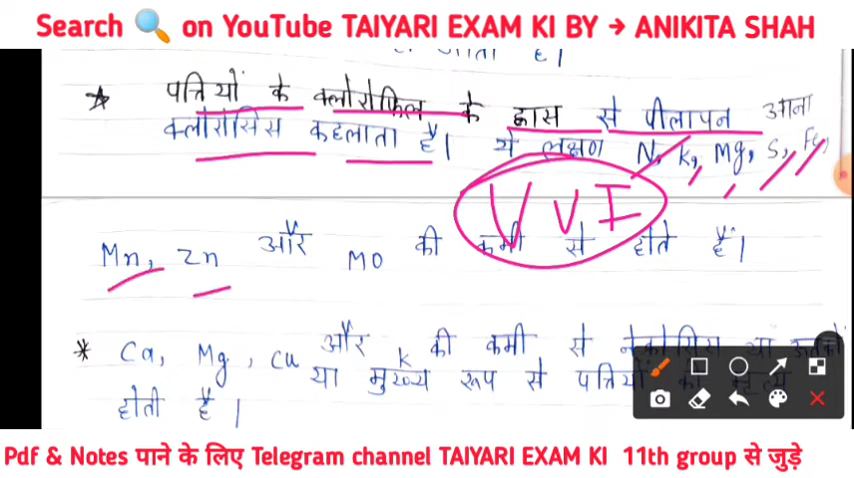 Search 🔍 on YouTube TAIYARI EXAM KI BY → ANIKITA SHAH
जाता है।
* पत्तियों के क्लोरोफिल के ह्रास से पीलापन आना
क्लोरोसिस कहलाता है। ये लक्षण N, K, Mg, S, Fe,
VVI
Mn, Zn और MO की कमी से होते है।
* Ca, Mg, Cu और K की कमी से नेक्रोसिस या
या मुख्य रूप से पत्तियों
होती है।
Pdf & Notes पाने के लिए Telegram channel TAIYARI EXAM KI 11th group से जुड़े